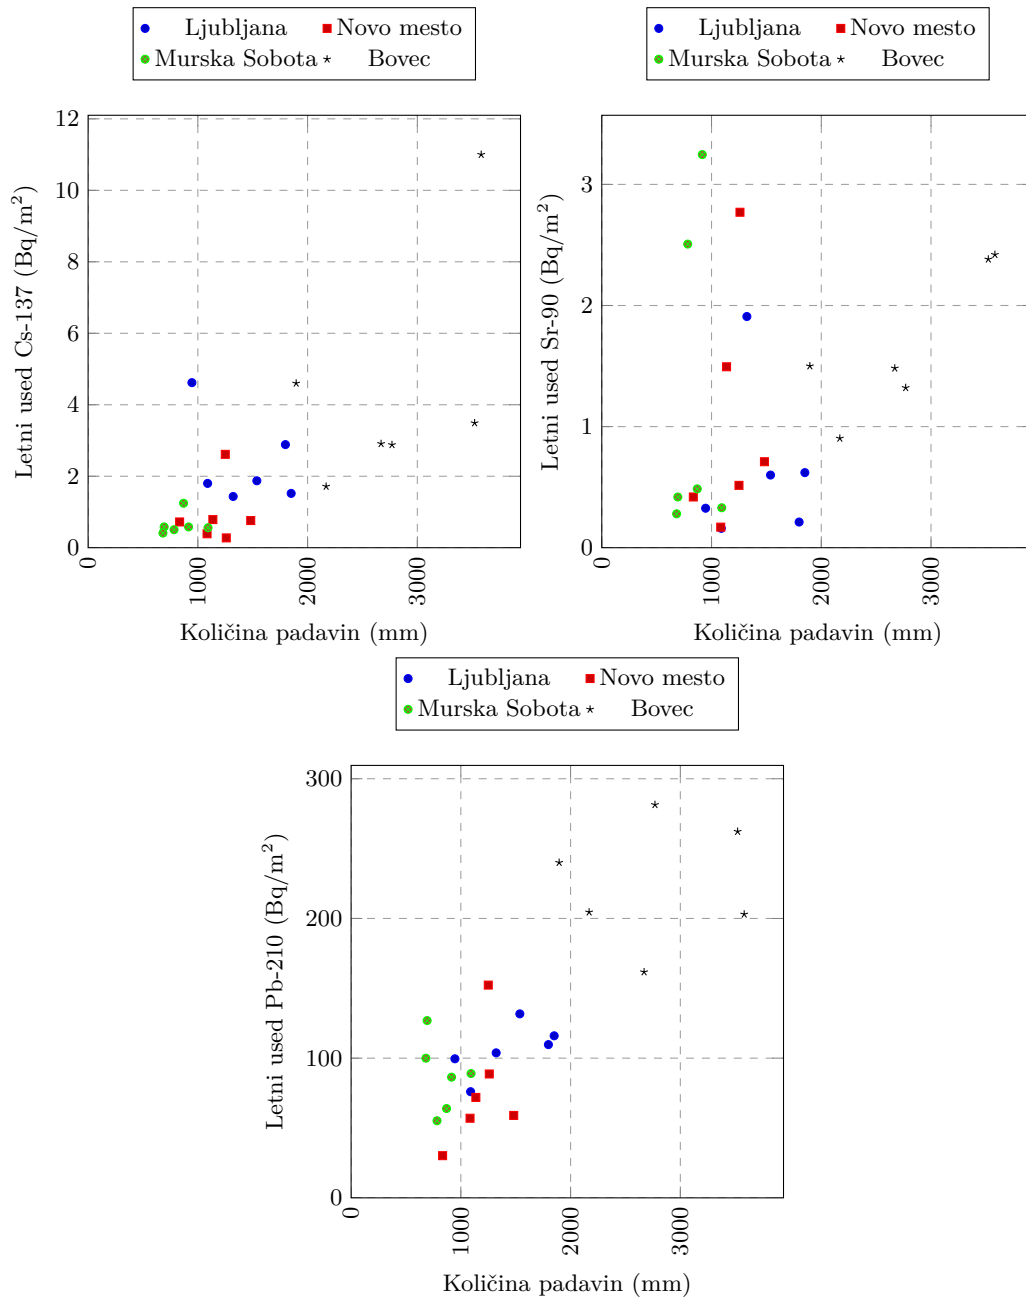 Ljubljana Novo mesto
Murska Sobota Bovec
12
10
8
6
4
2
0
Letni used Cs-137 (Bq/m²)
0 1000 2000 3000
Količina padavin (mm)
Ljubljana Novo mesto
Murska Sobota Bovec
3
2
1
0
Letni used Sr-90 (Bq/m²)
0 1000 2000 3000
Količina padavin (mm)
Ljubljana Novo mesto
Murska Sobota Bovec
300
200
100
0
Letni used Pb-210 (Bq/m²)
0 1000 2000 3000
Količina padavin (mm)